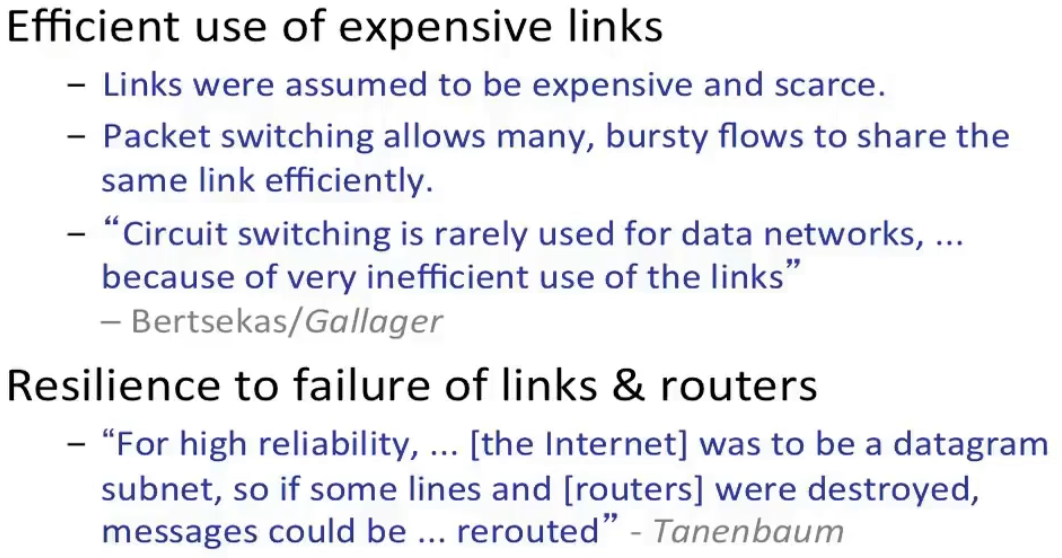 Efficient use of expensive links
– Links were assumed to be expensive and scarce.
– Packet switching allows many, bursty flows to share the
same link efficiently.
– “Circuit switching is rarely used for data networks, ...
because of very inefficient use of the links”
– Bertsekas/Gallager
Resilience to failure of links & routers
– “For high reliability, ... [the Internet] was to be a datagram
subnet, so if some lines and [routers] were destroyed,
messages could be ... rerouted” - Tanenbaum